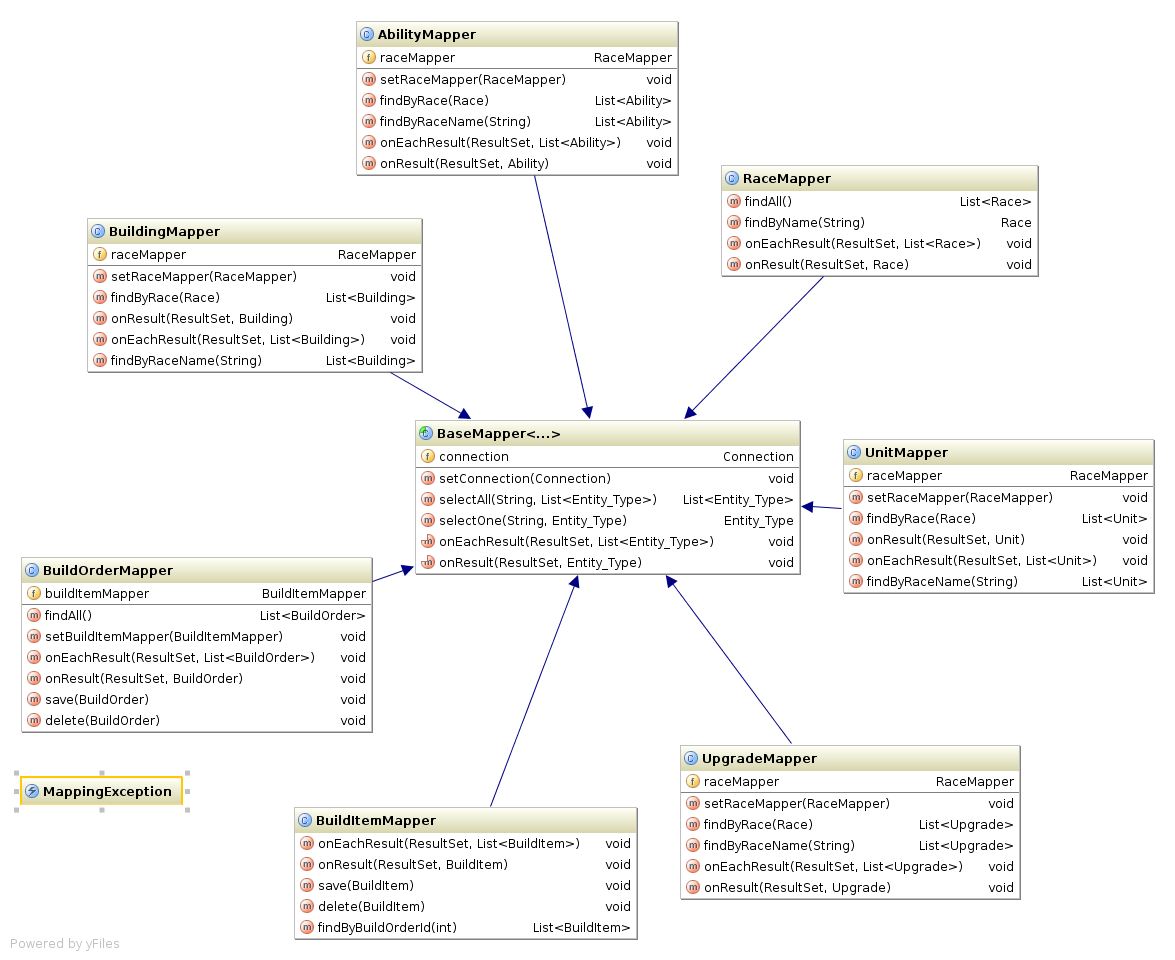 AbilityMapper
raceMapper RaceMapper
setRaceMapper(RaceMapper) void
findByRace(Race) List<Ability>
findByRaceName(String) List<Ability>
onEachResult(ResultSet, List<Ability>) void
onResult(ResultSet, Ability) void
RaceMapper
findAll() List<Race>
findByName(String) Race
onEachResult(ResultSet, List<Race>) void
onResult(ResultSet, Race) void
BuildingMapper
raceMapper RaceMapper
setRaceMapper(RaceMapper) void
findByRace(Race) List<Building>
onResult(ResultSet, Building) void
onEachResult(ResultSet, List<Building>) void
findByRaceName(String) List<Building>
BaseMapper<...>
connection Connection
setConnection(Connection) void
selectAll(String, List<Entity_Type>) List<Entity_Type>
selectOne(String, Entity_Type) Entity_Type
onEachResult(ResultSet, List<Entity_Type>) void
onResult(ResultSet, Entity_Type) void
UnitMapper
raceMapper RaceMapper
setRaceMapper(RaceMapper) void
findByRace(Race) List<Unit>
onResult(ResultSet, Unit) void
onEachResult(ResultSet, List<Unit>) void
findByRaceName(String) List<Unit>
BuildOrderMapper
buildItemMapper BuildItemMapper
findAll() List<BuildOrder>
setBuildItemMapper(BuildItemMapper) void
onEachResult(ResultSet, List<BuildOrder>) void
onResult(ResultSet, BuildOrder) void
save(BuildOrder) void
delete(BuildOrder) void
MappingException
BuildItemMapper
onEachResult(ResultSet, List<BuildItem>) void
onResult(ResultSet, BuildItem) void
save(BuildItem) void
delete(BuildItem) void
findByBuildOrderId(int) List<BuildItem>
UpgradeMapper
raceMapper RaceMapper
setRaceMapper(RaceMapper) void
findByRace(Race) List<Upgrade>
findByRaceName(String) List<Upgrade>
onEachResult(ResultSet, List<Upgrade>) void
onResult(ResultSet, Upgrade) void
Powered by yFiles